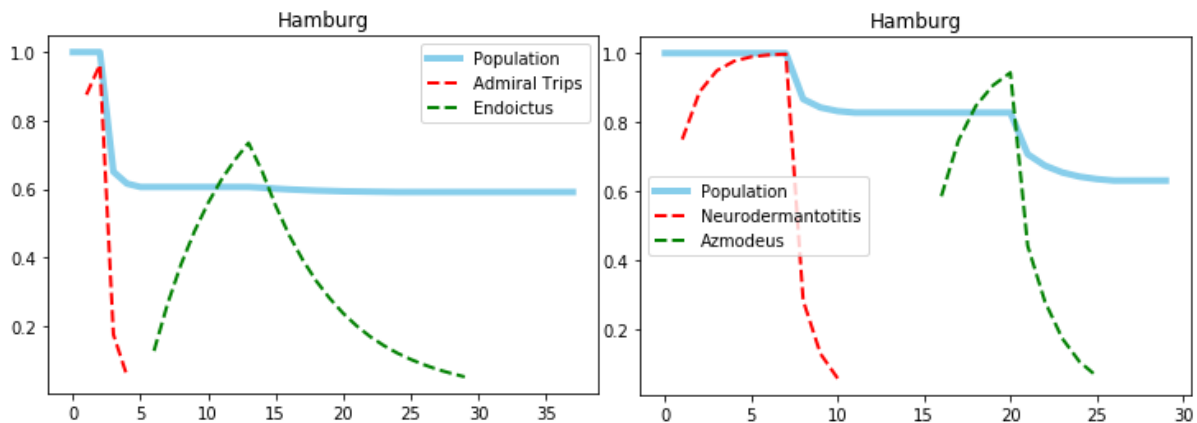 Hamburg
1.0
0.8
0.6
0.4
0.2
Population
Admiral Trips
Endoictus
0 5 10 15 20 25 30 35
Hamburg
1.0
0.8
0.6
0.4
0.2
Population
Neurodermantotitis
Azmodeus
0 5 10 15 20 25 30